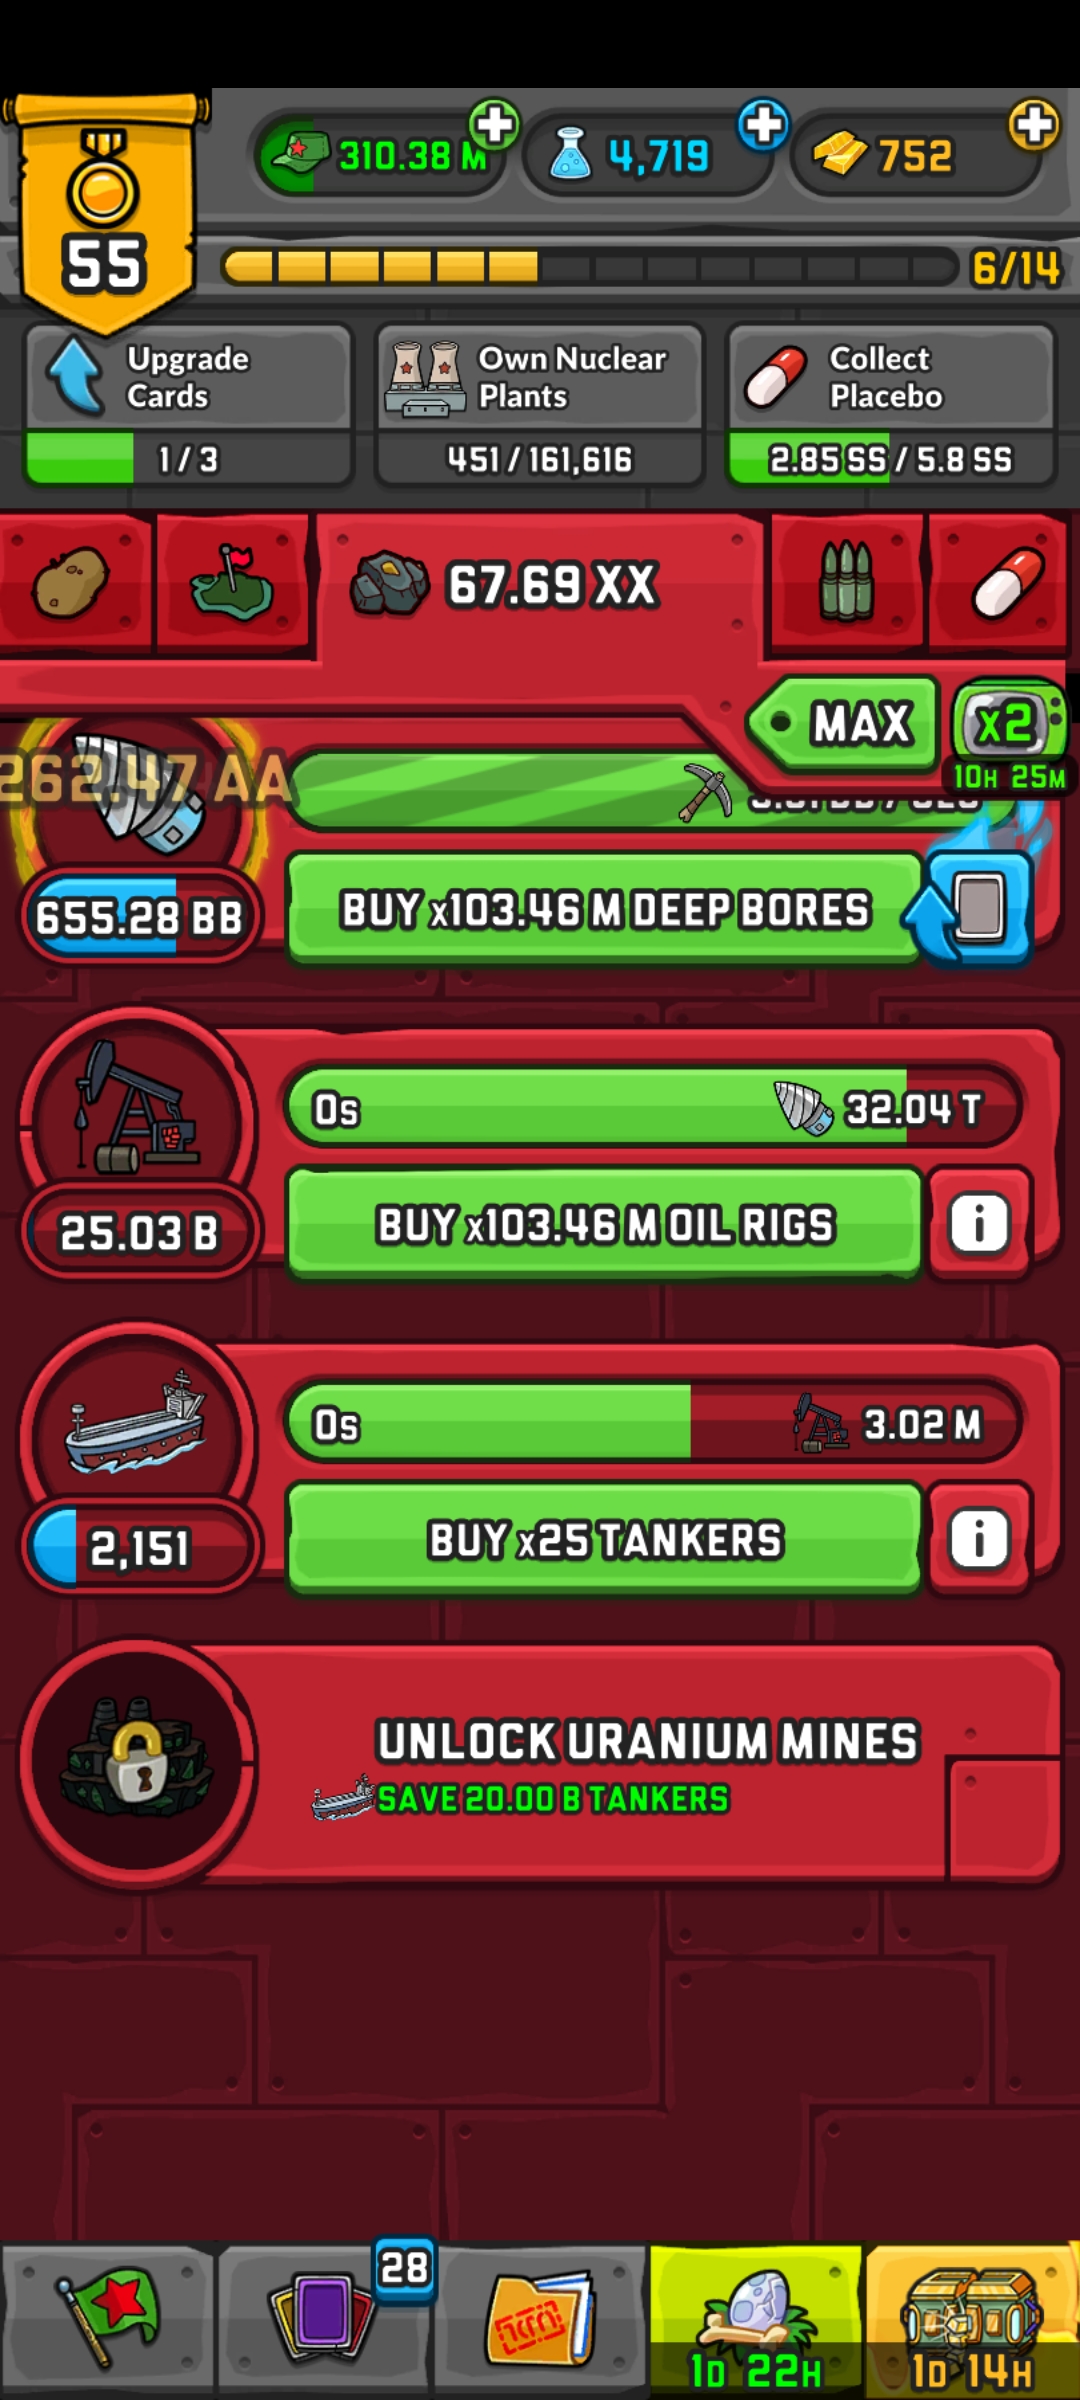 310.38 M
4,719
752
55
6/14
Upgrade
Cards
1 / 3
Own Nuclear
Plants
451 / 161,616
Collect
Placebo
2.85 SS / 5.8 SS
67.69 XX
MAX
x2
10H 25M
262.47 AA
655.28 BB
BUY x103.46 M DEEP BORES
0s
32.04 T
25.03 B
BUY x103.46 M OIL RIGS
i
0s
3.02 M
2,151
BUY x25 TANKERS
i
UNLOCK URANIUM MINES
SAVE 20.00 B TANKERS
28
1D 22H
1D 14H